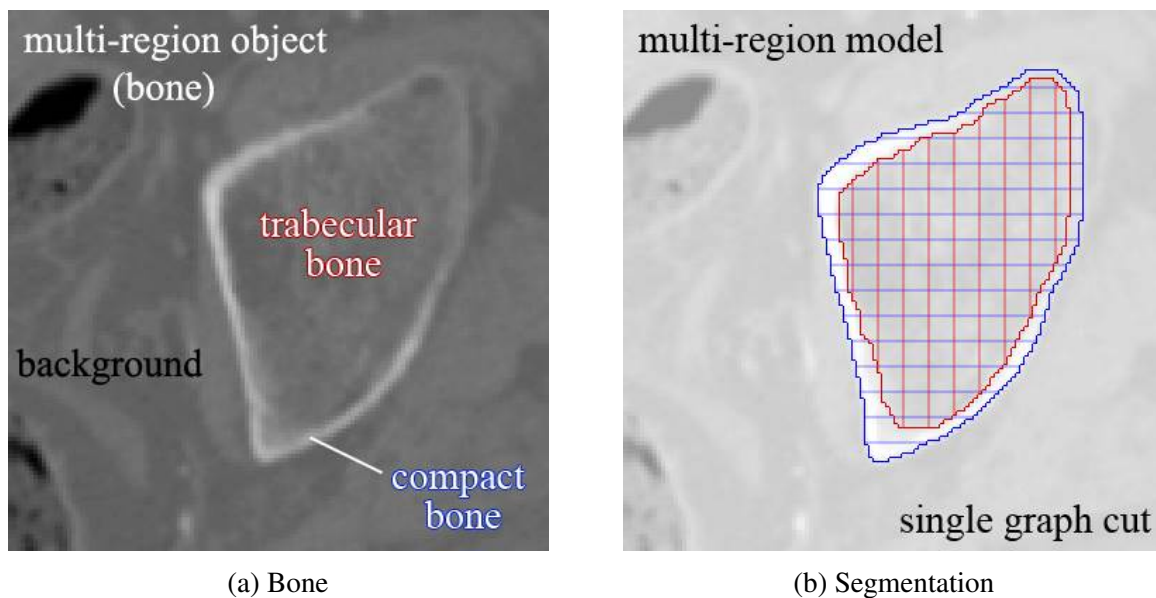 multi-region object
(bone)
trabecular
bone
background
compact
bone
(a) Bone
multi-region model
single graph cut
(b) Segmentation